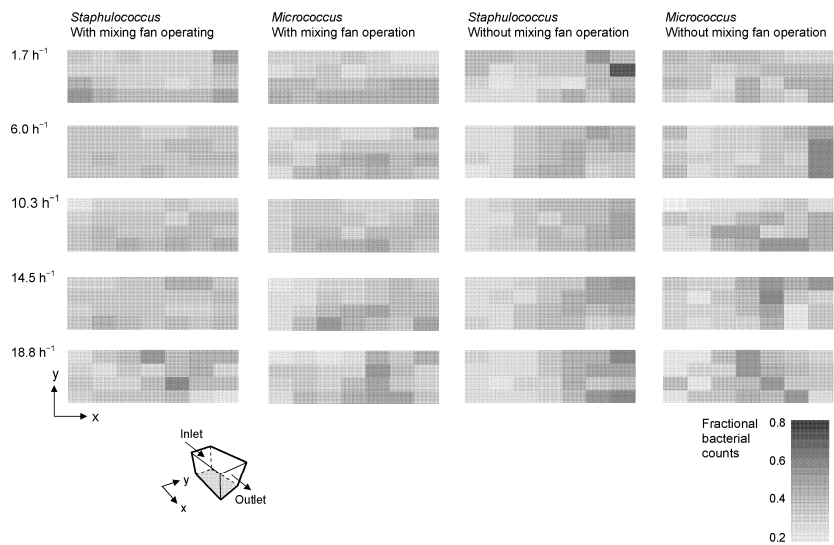 Staphulococcus
With mixing fan operating
Micrococcus
With mixing fan operation
Staphulococcus
Without mixing fan operation
Micrococcus
Without mixing fan operation
1.7 h⁻¹
6.0 h⁻¹
10.3 h⁻¹
14.5 h⁻¹
18.8 h⁻¹
y
x
Inlet
y
x
Outlet
Fractional
bacterial
counts
0.8
0.6
0.4
0.2